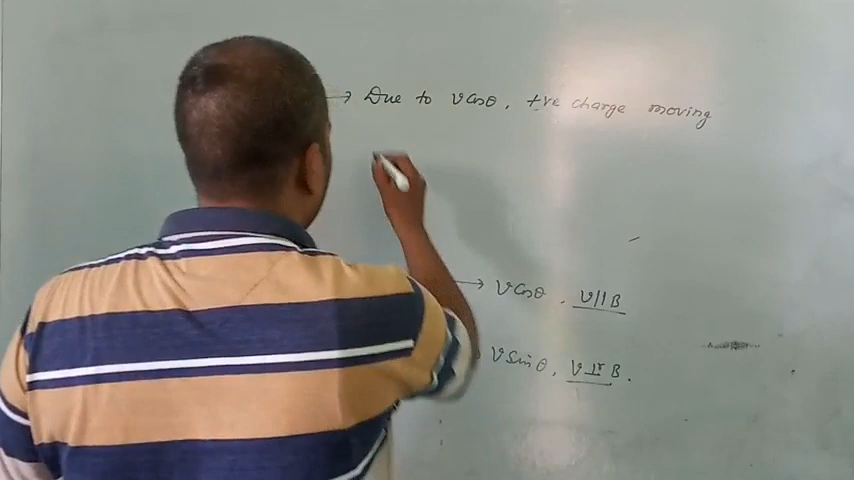 → Due to vCosθ, +ve charge moving
→ vCosθ, v||B
vSinθ, v⊥r B.